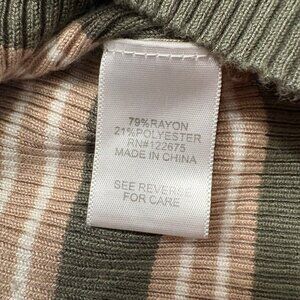 79%RAYON
21%POLYESTER
RN#122675
MADE IN CHINA
SEE REVERSE
FOR CARE